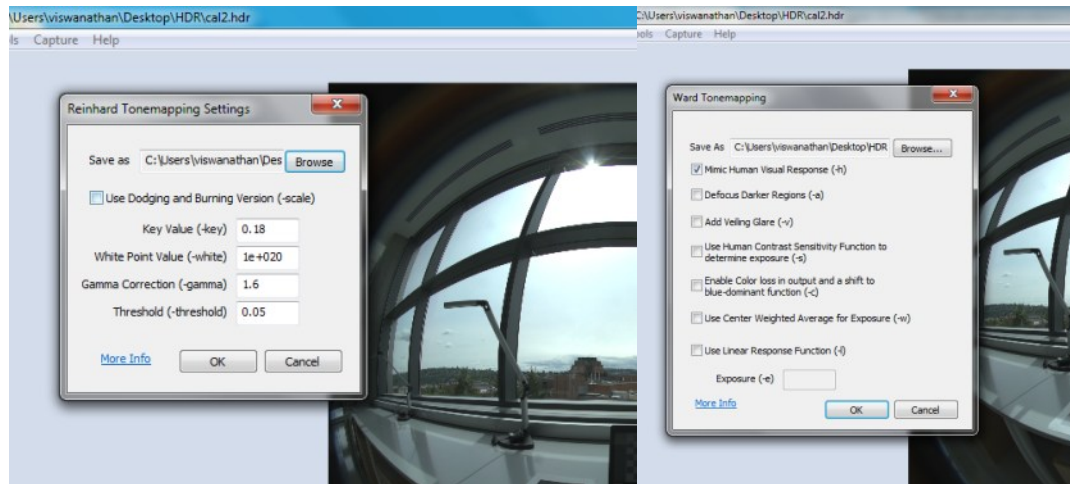 \Users\viswanathan\Desktop\HDR\cal2.hdr
ls Capture Help
Reinhard Tonemapping Settings
Save as C:\Users\viswanathan\Des Browse
Use Dodging and Burning Version (-scale)
Key Value (-key) 0.18
White Point Value (-white) 1e+020
Gamma Correction (-gamma) 1.6
Threshold (-threshold) 0.05
More Info OK Cancel
C:\Users\viswanathan\Desktop\HDR\cal2.hdr
ools Capture Help
Ward Tonemapping
Save As C:\Users\viswanathan\Desktop\HDR Browse...
Mimic Human Visual Response (-h)
Defocus Darker Regions (-a)
Add Veiling Glare (-v)
Use Human Contrast Sensitivity Function to
determine exposure (-s)
Enable Color loss in output and a shift to
blue-dominant function (-c)
Use Center Weighted Average for Exposure (-w)
Use Linear Response Function (-l)
Exposure (-e)
More Info OK Cancel